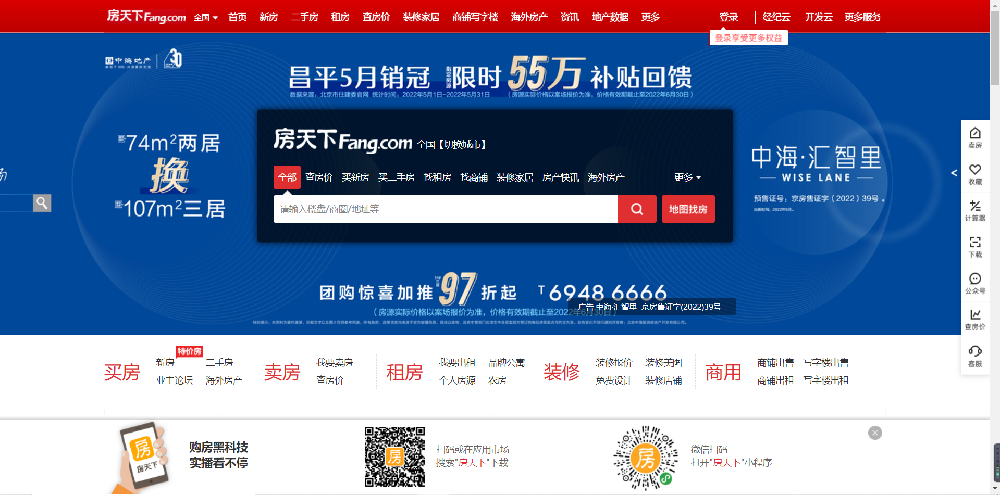 房天下Fang.com 全国 首页 新房 二手房 租房 查房价 装修家居 商铺写字楼 海外房产 资讯 地产数据 更多 登录 经纪云 开发云 更多服务
登录享受更多权益
中海地产 30
昌平5月销冠 指定房源 限时55万补贴回馈
数据来源：北京市住建委官网 统计时间：2022年5月1日-2022年5月31日 （房源实际价格以案场报价为准，价格有效期截止至2022年6月30日）
74m²两居
换
107m²三居
房天下Fang.com 全国【切换城市】
全部 查房价 买新房 买二手房 找租房 找商铺 装修家居 房产快讯 海外房产 更多
请输入楼盘/商圈/地址等 地图找房
中海·汇智里
WISE LANE
预售证号：京房售证字（2022）39号 。
出街时间：2022年6月。
<
卖房
收藏
计算器
下载
公众号
查房价
客服
团购惊喜加推 14#三居 97折起 T 6948 6666
广告 中海·汇智里 京房售证字(2022)39号
（房源实际价格以案场报价为准，价格有效期截止至2022年6月30日）
买房
特价房
新房 二手房
业主论坛 海外房产
卖房
我要卖房
查房价
租房
我要出租 品牌公寓
个人房源 农房
装修
装修报价 装修美图
免费设计 装修店铺
商用
商铺出售 写字楼出售
商铺出租 写字楼出租
房
房天下
购房黑科技
实播看不停
房
扫码或在应用市场
搜索"房天下"下载
房
微信扫码
打开"房天下"小程序